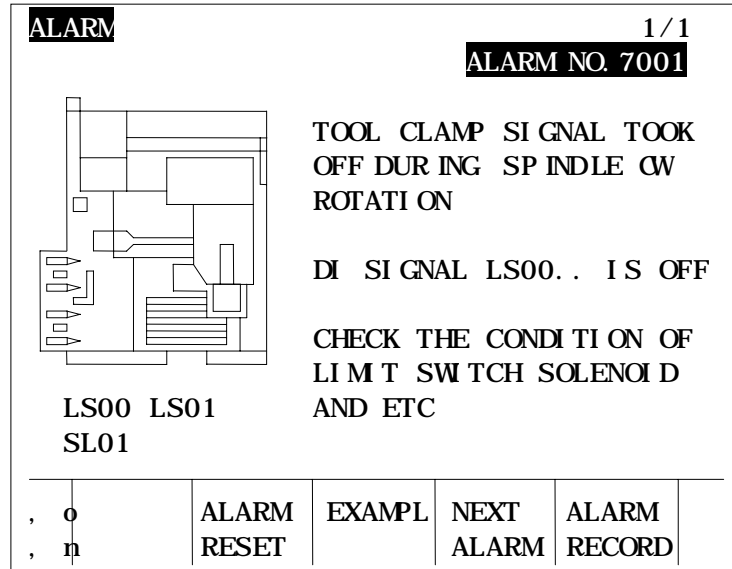 ALARM 1/1
ALARM NO. 7001
TOOL CLAMP SIGNAL TOOK
OFF DURING SPINDLE CW
ROTATION
DI SIGNAL LS00.. IS OFF
CHECK THE CONDITION OF
LIMIT SWITCH SOLENOID
AND ETC
LS00 LS01
SL01
, o
, n
ALARM
RESET
EXAMPL
NEXT
ALARM
ALARM
RECORD